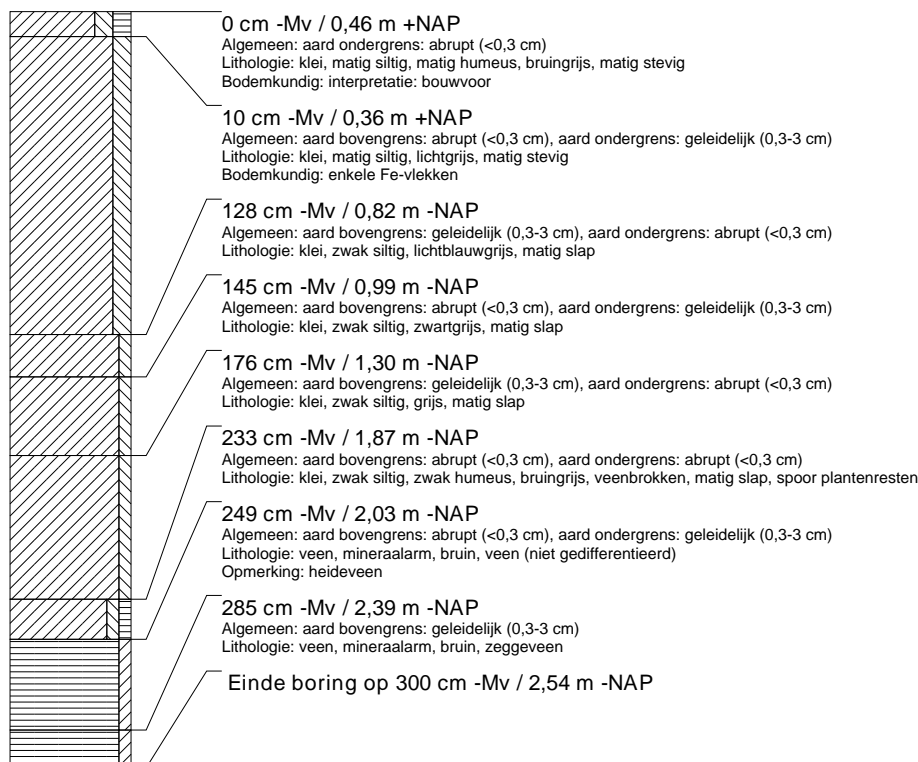 0 cm -Mv / 0,46 m +NAP
Algemeen: aard ondergrens: abrupt (<0,3 cm)
Lithologie: klei, matig siltig, matig humeus, bruingrijs, matig stevig
Bodemkundig: interpretatie: bouwvoor
10 cm -Mv / 0,36 m +NAP
Algemeen: aard bovengrens: abrupt (<0,3 cm), aard ondergrens: geleidelijk (0,3-3 cm)
Lithologie: klei, matig siltig, lichtgrijs, matig stevig
Bodemkundig: enkele Fe-vlekken
128 cm -Mv / 0,82 m -NAP
Algemeen: aard bovengrens: geleidelijk (0,3-3 cm), aard ondergrens: abrupt (<0,3 cm)
Lithologie: klei, zwak siltig, lichtblauwgrijs, matig slap
145 cm -Mv / 0,99 m -NAP
Algemeen: aard bovengrens: abrupt (<0,3 cm), aard ondergrens: geleidelijk (0,3-3 cm)
Lithologie: klei, zwak siltig, zwartgrijs, matig slap
176 cm -Mv / 1,30 m -NAP
Algemeen: aard bovengrens: geleidelijk (0,3-3 cm), aard ondergrens: abrupt (<0,3 cm)
Lithologie: klei, zwak siltig, grijs, matig slap
233 cm -Mv / 1,87 m -NAP
Algemeen: aard bovengrens: abrupt (<0,3 cm), aard ondergrens: abrupt (<0,3 cm)
Lithologie: klei, zwak siltig, zwak humeus, bruingrijs, veenbrokken, matig slap, spoor plantenresten
249 cm -Mv / 2,03 m -NAP
Algemeen: aard bovengrens: abrupt (<0,3 cm), aard ondergrens: geleidelijk (0,3-3 cm)
Lithologie: veen, mineraalarm, bruin, veen (niet gedifferentieerd)
Opmerking: heideveen
285 cm -Mv / 2,39 m -NAP
Algemeen: aard bovengrens: geleidelijk (0,3-3 cm)
Lithologie: veen, mineraalarm, bruin, zeggeveen
Einde boring op 300 cm -Mv / 2,54 m -NAP